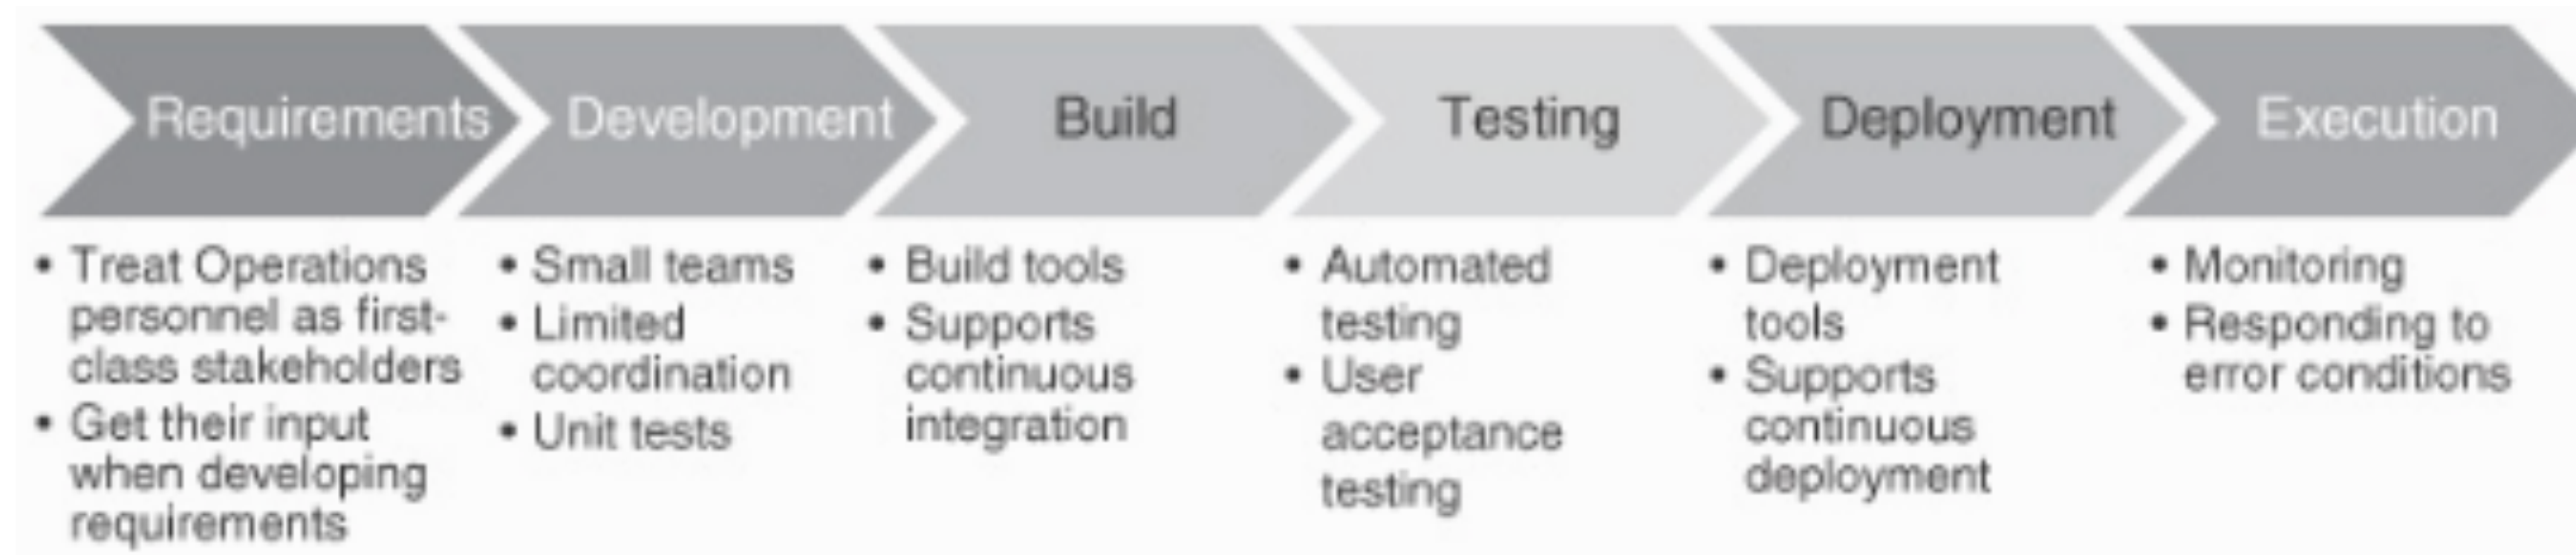 Requirements
Development
Build
Testing
Deployment
Execution
• Treat Operations
personnel as first-
class stakeholders
• Get their input
when developing
requirements
• Small teams
• Limited
coordination
• Unit tests
• Build tools
• Supports
continuous
integration
• Automated
testing
• User
acceptance
testing
• Deployment
tools
• Supports
continuous
deployment
• Monitoring
• Responding to
error conditions